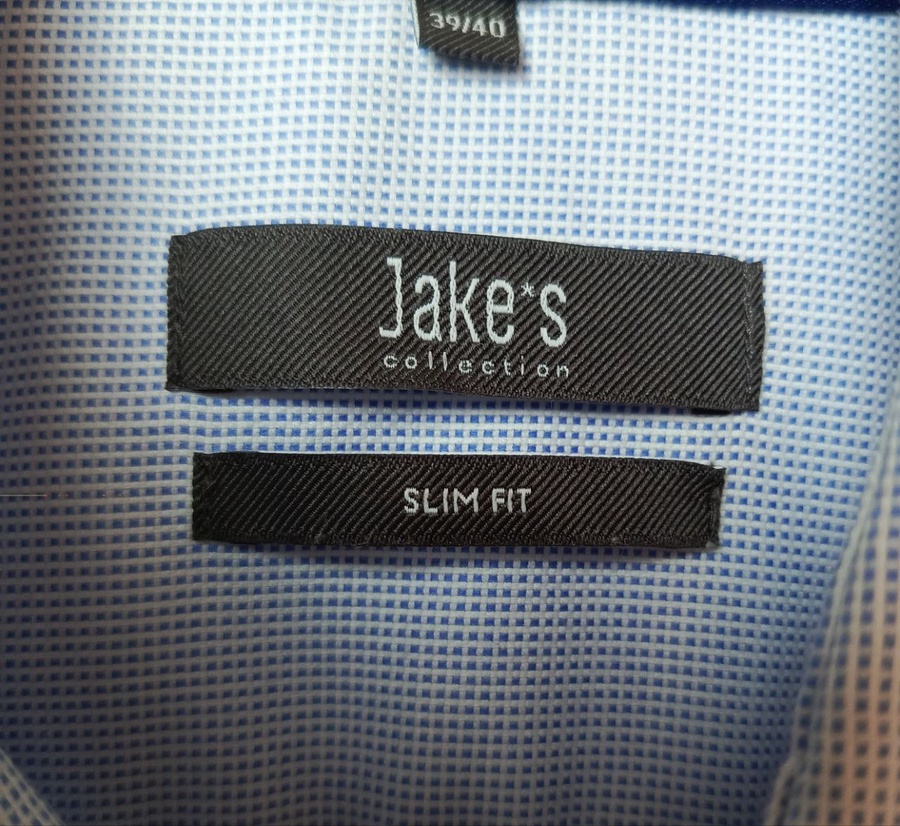 39/40
Jake*s
collection
SLIM FIT